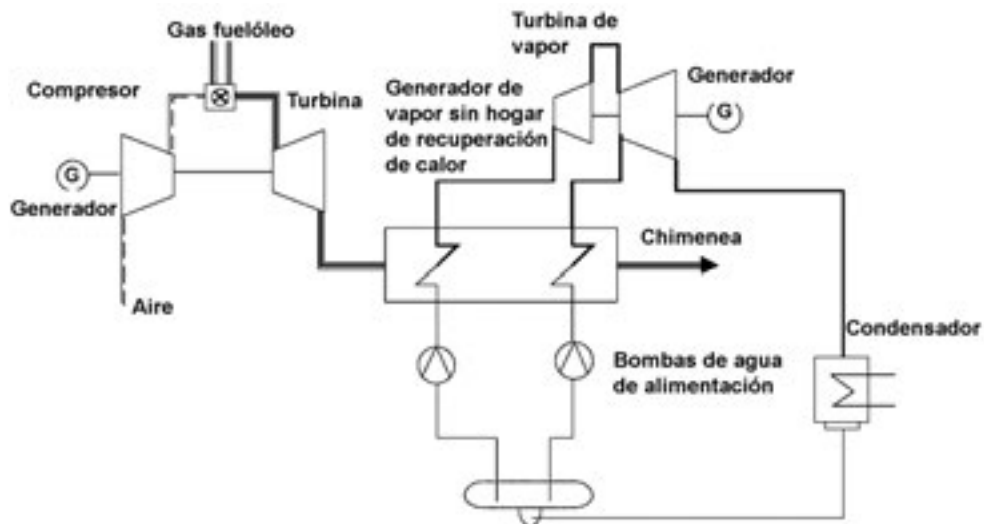 Gas fuelóleo
Compresor
Turbina
G
Generador
Aire
Turbina de
vapor
Generador de
vapor sin hogar
de recuperación
de calor
Generador
G
Chimenea
Condensador
Bombas de agua
de alimentación